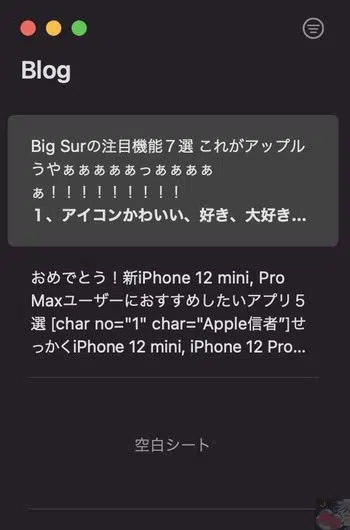 Blog
Big Surの注目機能７選 これがアップル
うやぁぁぁぁぁっぁぁぁぁ
ぁ！！！！！！！！！
１、アイコンかわいい、好き、大好き...
おめでとう！新iPhone 12 mini, Pro
Maxユーザーにおすすめしたいアプリ５
選 [char no="1" char="Apple信者"]せ
っかくiPhone 12 mini, iPhone 12 Pro...
空白シート